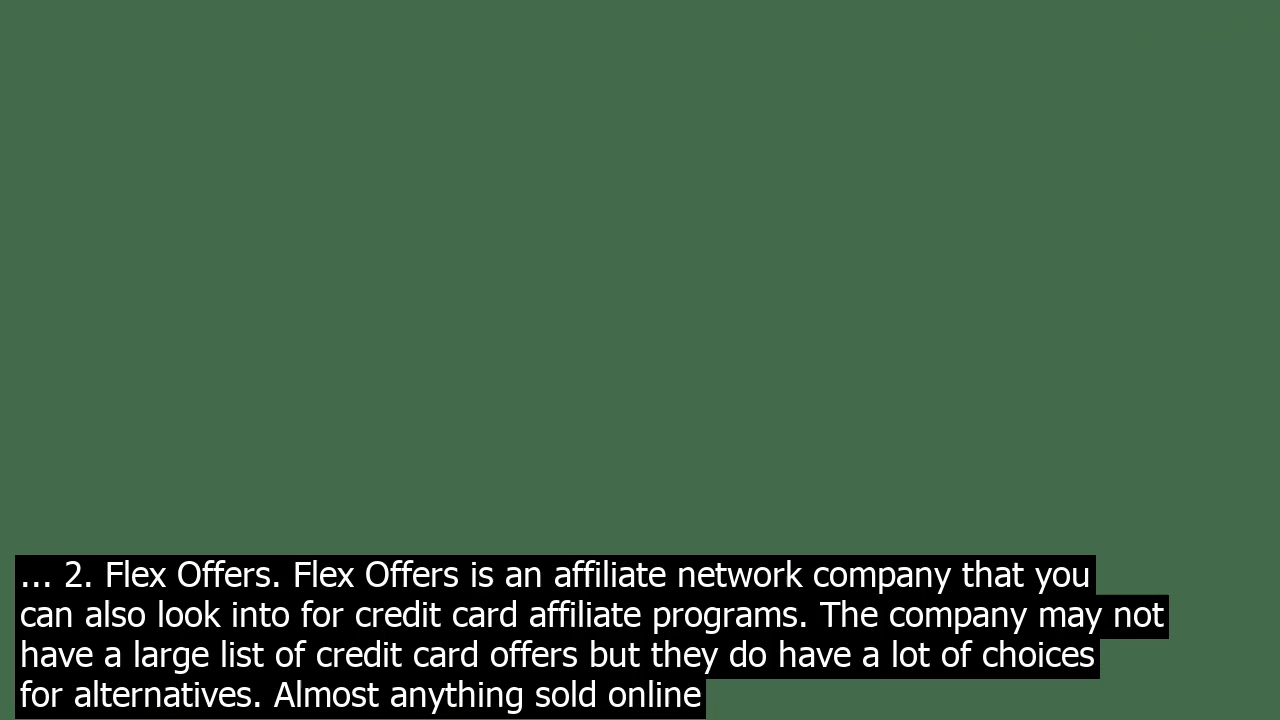 ... 2. Flex Offers. Flex Offers is an affiliate network company that you
can also look into for credit card affiliate programs. The company may not
have a large list of credit card offers but they do have a lot of choices
for alternatives. Almost anything sold online